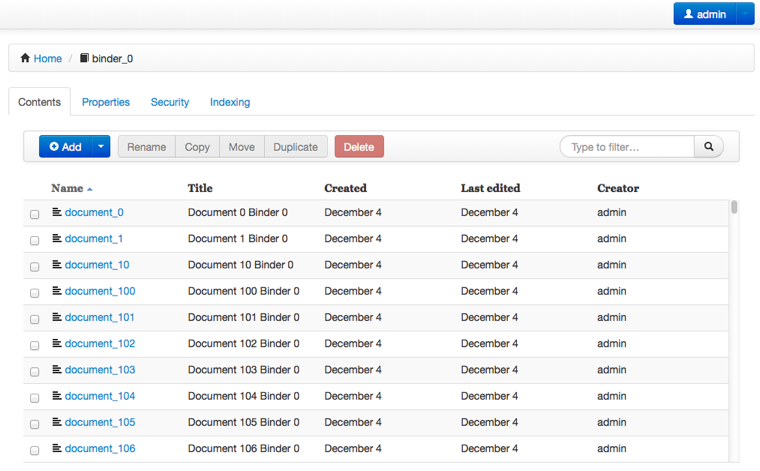 admin
Home / binder_0
Contents Properties Security Indexing
Add Rename Copy Move Duplicate Delete Type to filter...
Name Title Created Last edited Creator
document_0 Document 0 Binder 0 December 4 December 4 admin
document_1 Document 1 Binder 0 December 4 December 4 admin
document_10 Document 10 Binder 0 December 4 December 4 admin
document_100 Document 100 Binder 0 December 4 December 4 admin
document_101 Document 101 Binder 0 December 4 December 4 admin
document_102 Document 102 Binder 0 December 4 December 4 admin
document_103 Document 103 Binder 0 December 4 December 4 admin
document_104 Document 104 Binder 0 December 4 December 4 admin
document_105 Document 105 Binder 0 December 4 December 4 admin
document_106 Document 106 Binder 0 December 4 December 4 admin